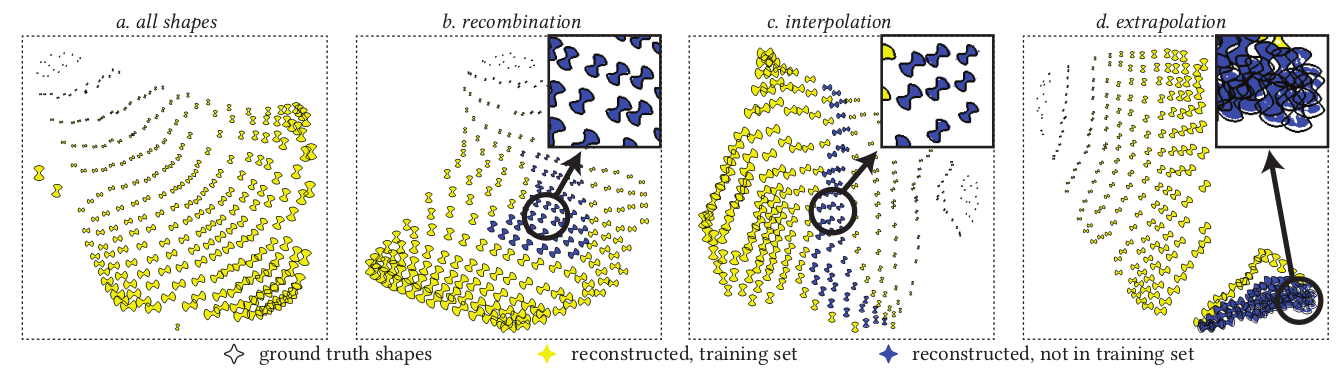 a. all shapes
b. recombination
c. interpolation
d. extrapolation
ground truth shapes
reconstructed, training set
reconstructed, not in training set